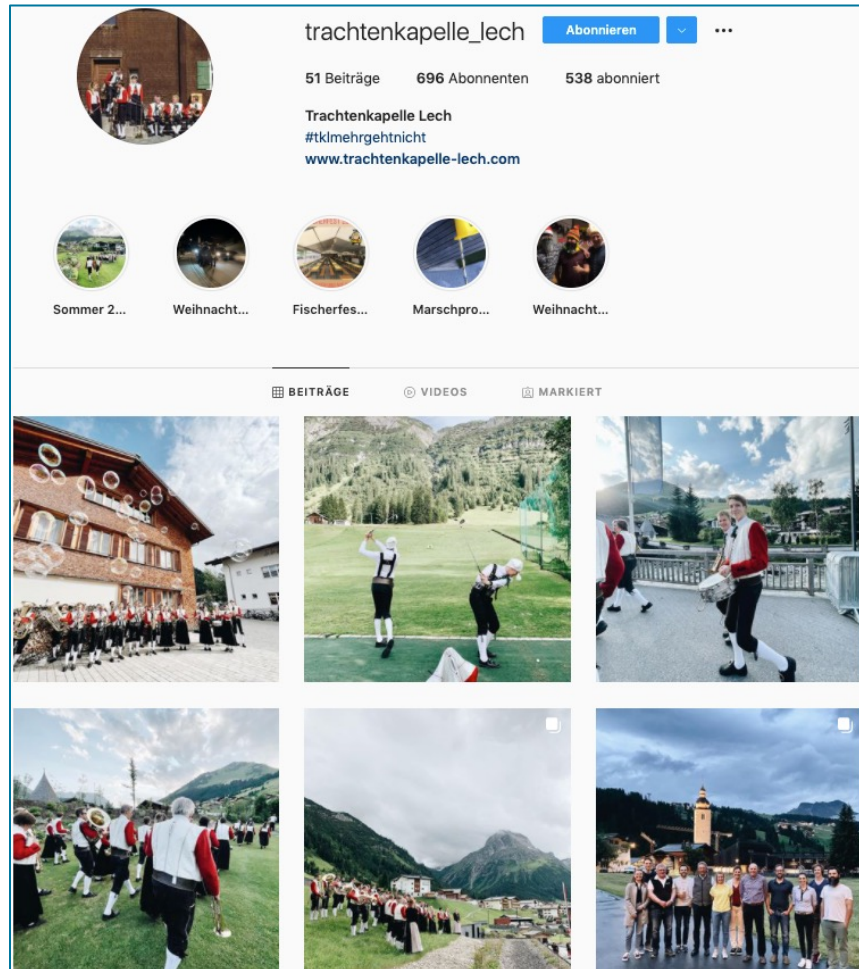 trachtenkapelle_lech Abonnieren
51 Beiträge 696 Abonnenten 538 abonniert
Trachtenkapelle Lech
#tklmehrgehtnicht
www.trachtenkapelle-lech.com
Sommer 2... Weihnacht... Fischerfes... Marschpro... Weihnacht...
BEITRÄGE VIDEOS MARKIERT